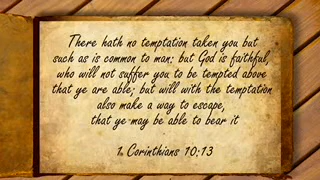 There hath no temptation taken you but
such as is common to man: but God is faithful,
who will not suffer you to be tempted above
that ye are able; but will with the temptation
also make a way to escape,
that ye may be able to bear it
1. Corinthians 10:13